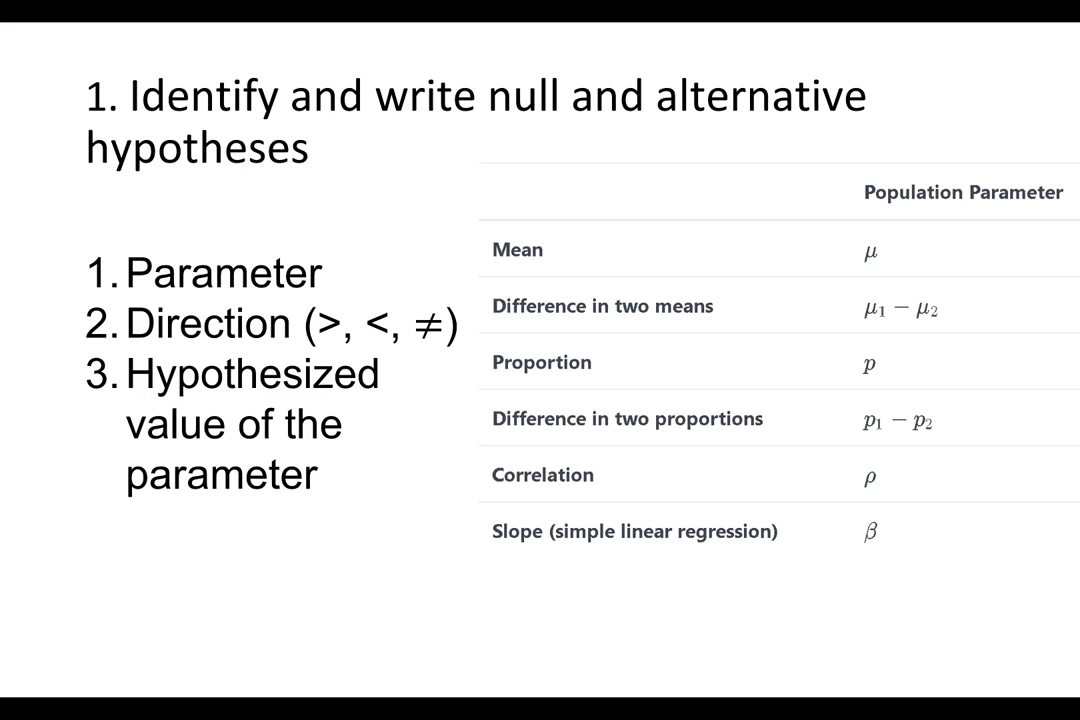 1. Identify and write null and alternative
hypotheses
1. Parameter
2. Direction (>, <, ≠)
3. Hypothesized
value of the
parameter
Population Parameter
Mean μ
Difference in two means μ₁ − μ₂
Proportion p
Difference in two proportions p₁ − p₂
Correlation ρ
Slope (simple linear regression) β